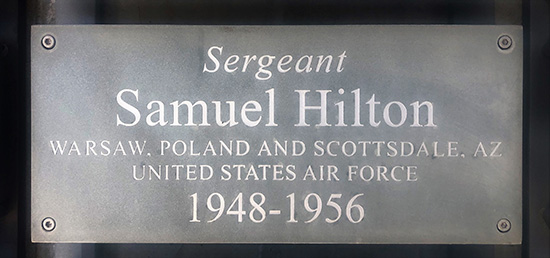 Sergeant
Samuel Hilton
WARSAW, POLAND AND SCOTTSDALE, AZ
UNITED STATES AIR FORCE
1948-1956